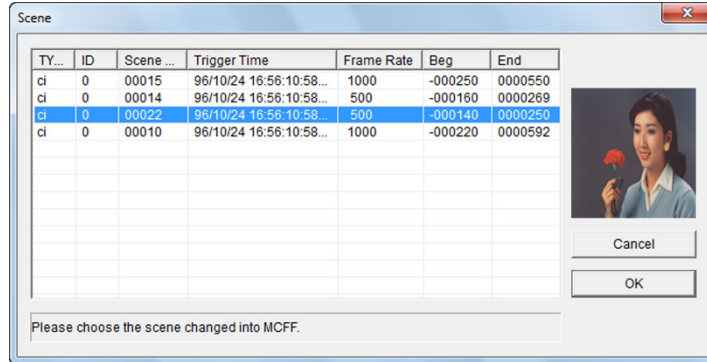 Scene
TY... ID Scene ... Trigger Time Frame Rate Beg End
ci 0 00015 96/10/24 16:56:10:58... 1000 -000250 0000550
ci 0 00014 96/10/24 16:56:10:58... 500 -000160 0000269
ci 0 00022 96/10/24 16:56:10:58... 500 -000140 0000250
ci 0 00010 96/10/24 16:56:10:58... 1000 -000220 0000592
Cancel
OK
Please choose the scene changed into MCFF.